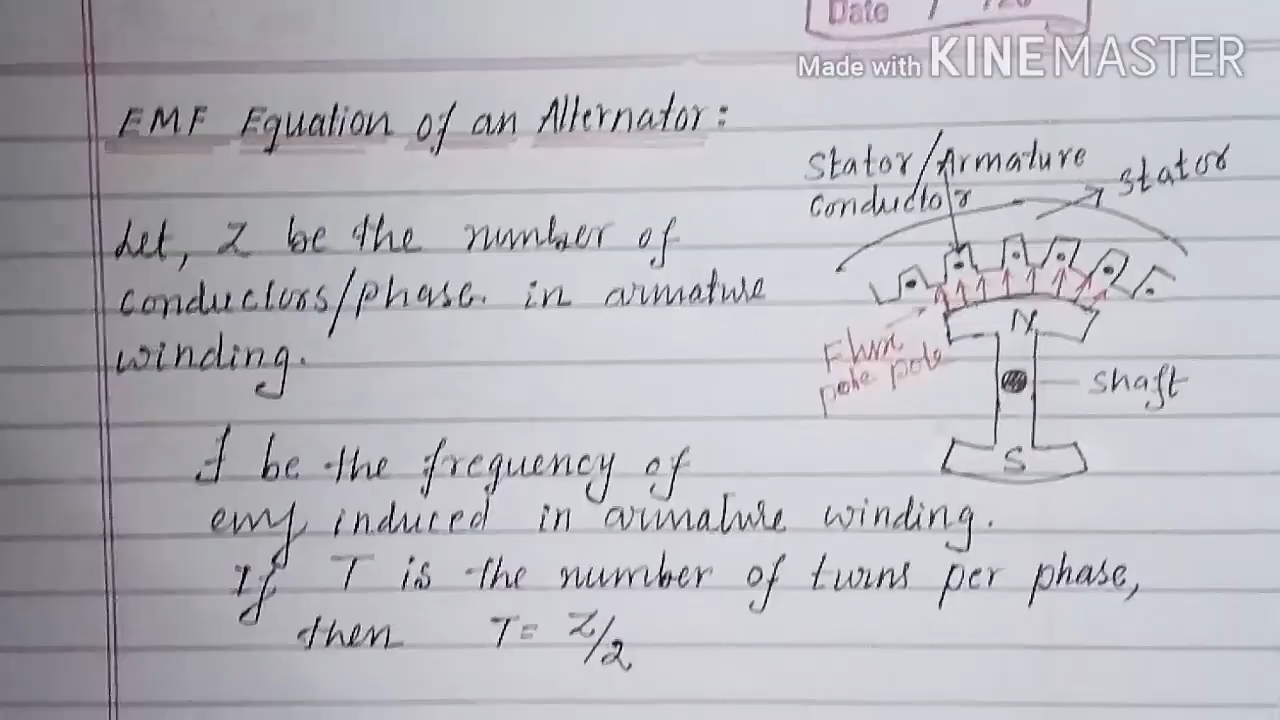 Date / /20
Made with KINEMASTER
EMF Equation of an Alternator:
Stator/Armature
conductor
stator
Let, Z be the number of
conductors/phase. in armature
winding.
N
Flux
pole pole
shaft
S
f be the frequency of
emf induced in armature winding.
If T is the number of turns per phase,
then T = Z/2